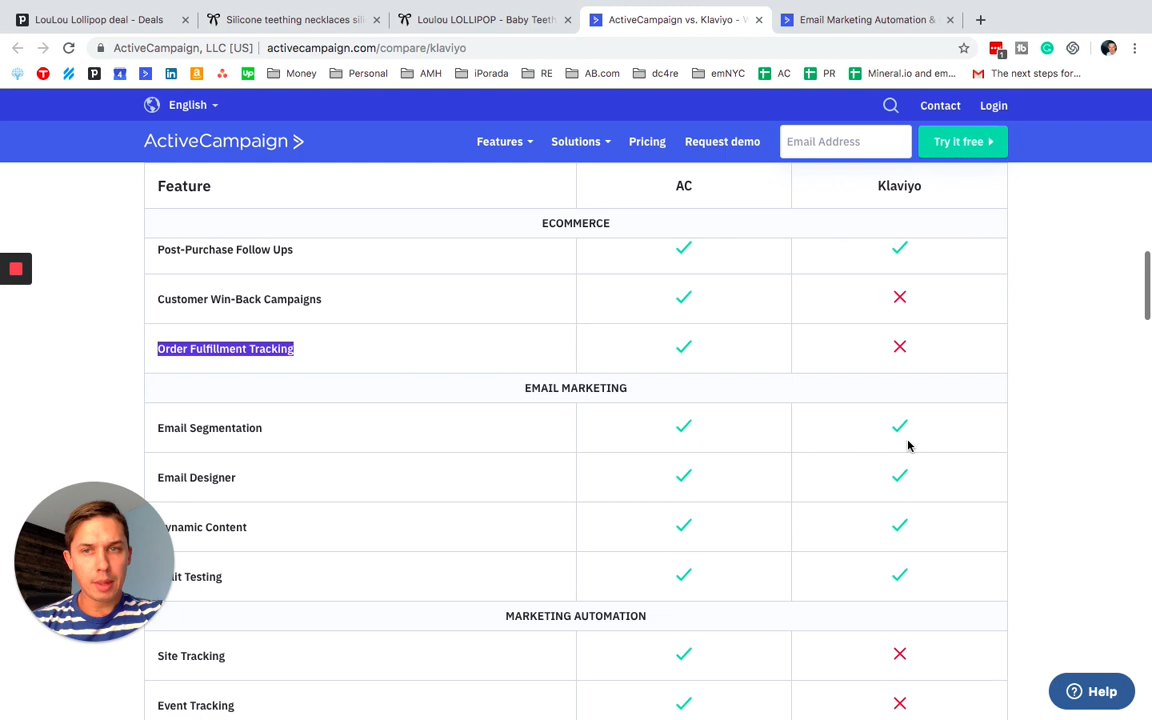 LouLou Lollipop deal - Deals
Silicone teething necklaces sili
Loulou LOLLIPOP - Baby Teeth
ActiveCampaign vs. Klaviyo - W
Email Marketing Automation &
ActiveCampaign, LLC [US] | activecampaign.com/compare/klaviyo
Money Personal AMH iPorada RE AB.com dc4re emNYC AC PR Mineral.io and em... The next steps for...
English Contact Login
ActiveCampaign > Features Solutions Pricing Request demo Email Address Try it free
Feature AC Klaviyo
ECOMMERCE
Post-Purchase Follow Ups
Customer Win-Back Campaigns
Order Fulfillment Tracking
EMAIL MARKETING
Email Segmentation
Email Designer
ynamic Content
lit Testing
MARKETING AUTOMATION
Site Tracking
Event Tracking
Help